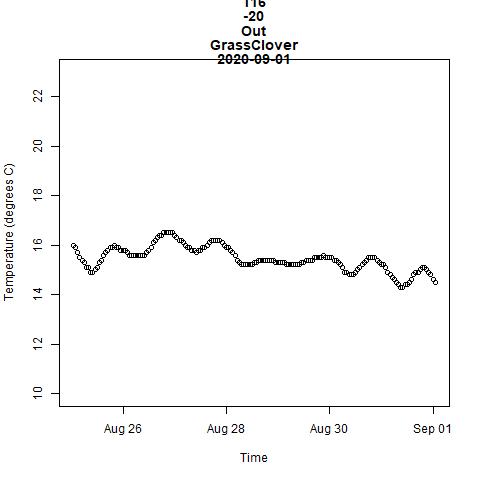 T16
-20
Out
GrassClover
2020-09-01
Temperature (degrees C)
22
20
18
16
14
12
10
Aug 26
Aug 28
Aug 30
Sep 01
Time